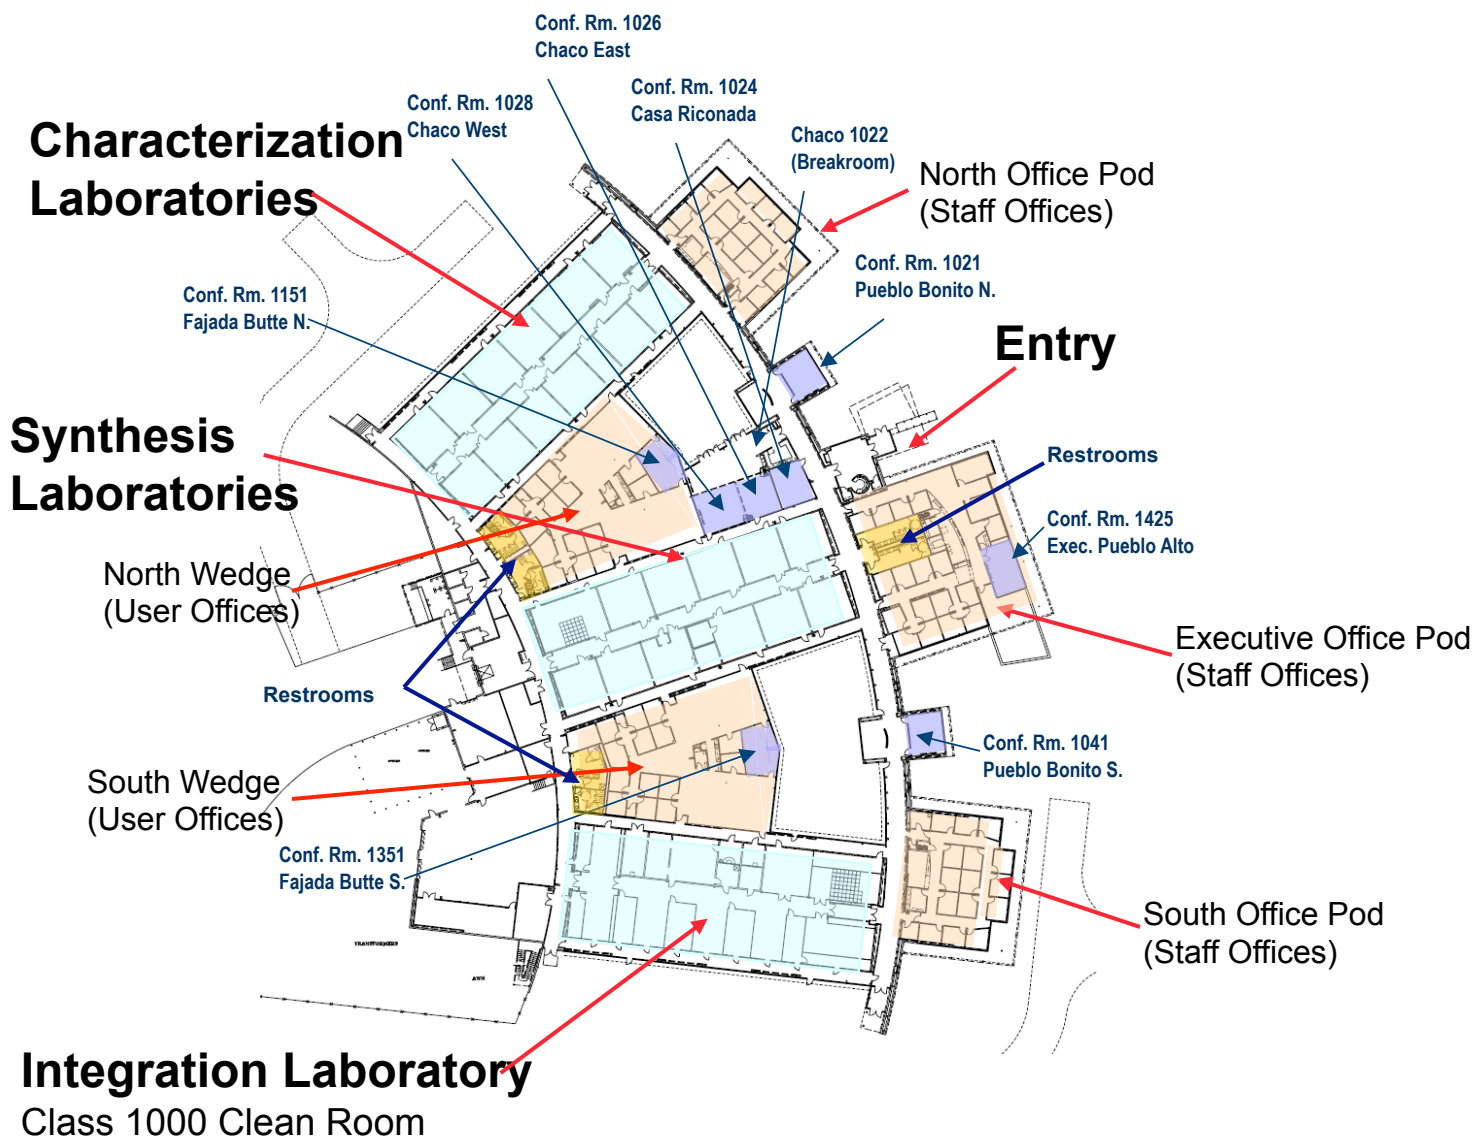 Conf. Rm. 1026
Chaco East
Conf. Rm. 1028
Chaco West
Conf. Rm. 1024
Casa Riconada
Chaco 1022
(Breakroom)
Characterization
Laboratories
North Office Pod
(Staff Offices)
Conf. Rm. 1021
Pueblo Bonito N.
Conf. Rm. 1151
Fajada Butte N.
Entry
Synthesis
Laboratories
Restrooms
Conf. Rm. 1425
Exec. Pueblo Alto
North Wedge
(User Offices)
Executive Office Pod
(Staff Offices)
Restrooms
Conf. Rm. 1041
Pueblo Bonito S.
South Wedge
(User Offices)
Conf. Rm. 1351
Fajada Butte S.
South Office Pod
(Staff Offices)
TRANSFORMERS
Integration Laboratory
Class 1000 Clean Room